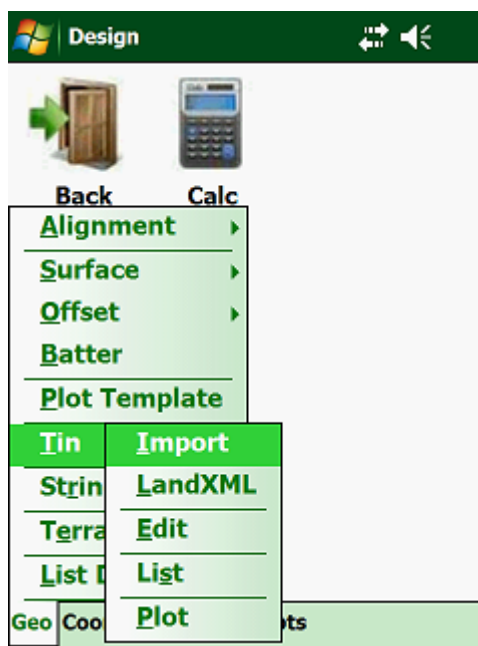 Design
Back Calc
Alignment
Surface
Offset
Batter
Plot Template
Tin
Import
LandXML
Edit
List
Plot
Geo